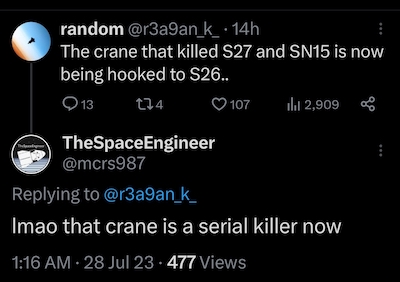 random @r3a9an_k_ · 14h
The crane that killed S27 and SN15 is now
being hooked to S26..
13 4 107 2,909
TheSpaceEngineer
@mcrs987
Replying to @r3a9an_k_
lmao that crane is a serial killer now
1:16 AM · 28 Jul 23 · 477 Views